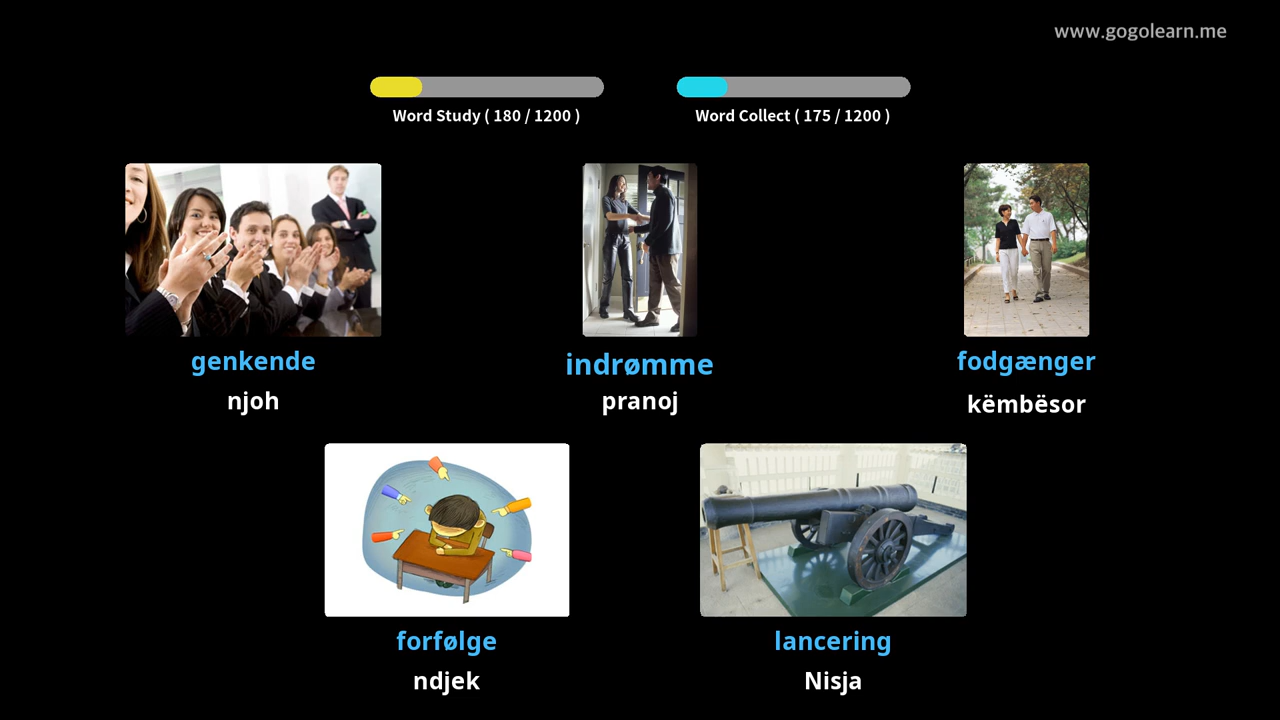 www.gogolearn.me
Word Study ( 180 / 1200 )
Word Collect ( 175 / 1200 )
genkende
njoh
indrømme
pranoj
fodgænger
këmbësor
forfølge
ndjek
lancering
Nisja